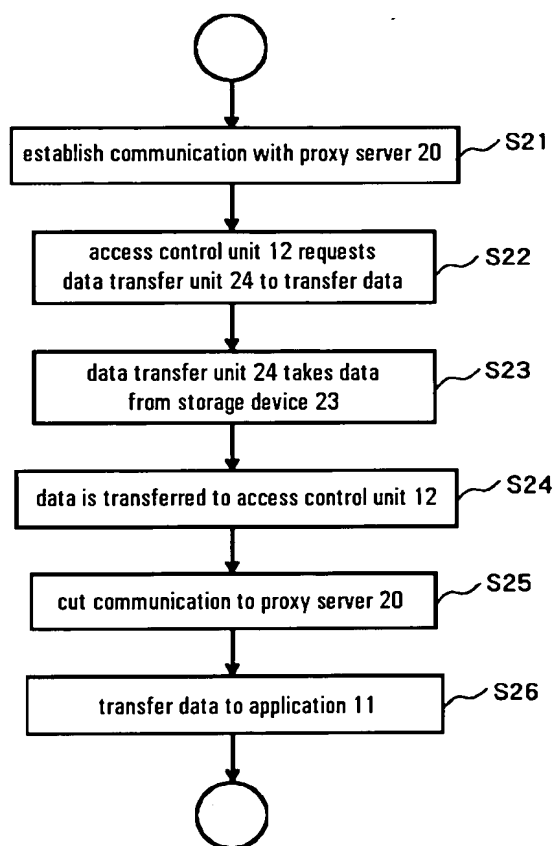 establish communication with proxy server 20
S21
access control unit 12 requests
data transfer unit 24 to transfer data
S22
data transfer unit 24 takes data
from storage device 23
S23
data is transferred to access control unit 12
S24
cut communication to proxy server 20
S25
transfer data to application 11
S26